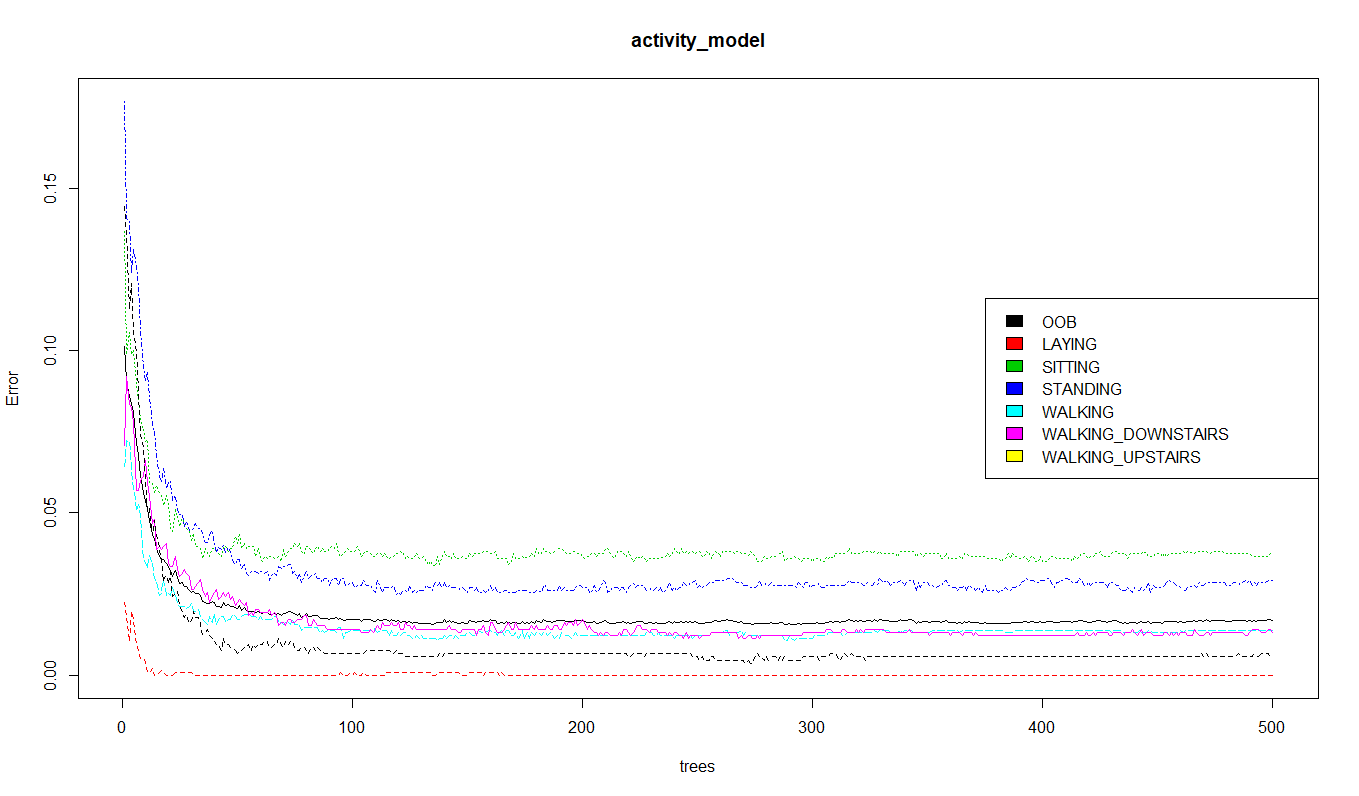 activity_model
Error
0.15
0.10
0.05
0.00
OOB
LAYING
SITTING
STANDING
WALKING
WALKING_DOWNSTAIRS
WALKING_UPSTAIRS
0 100 200 300 400 500
trees